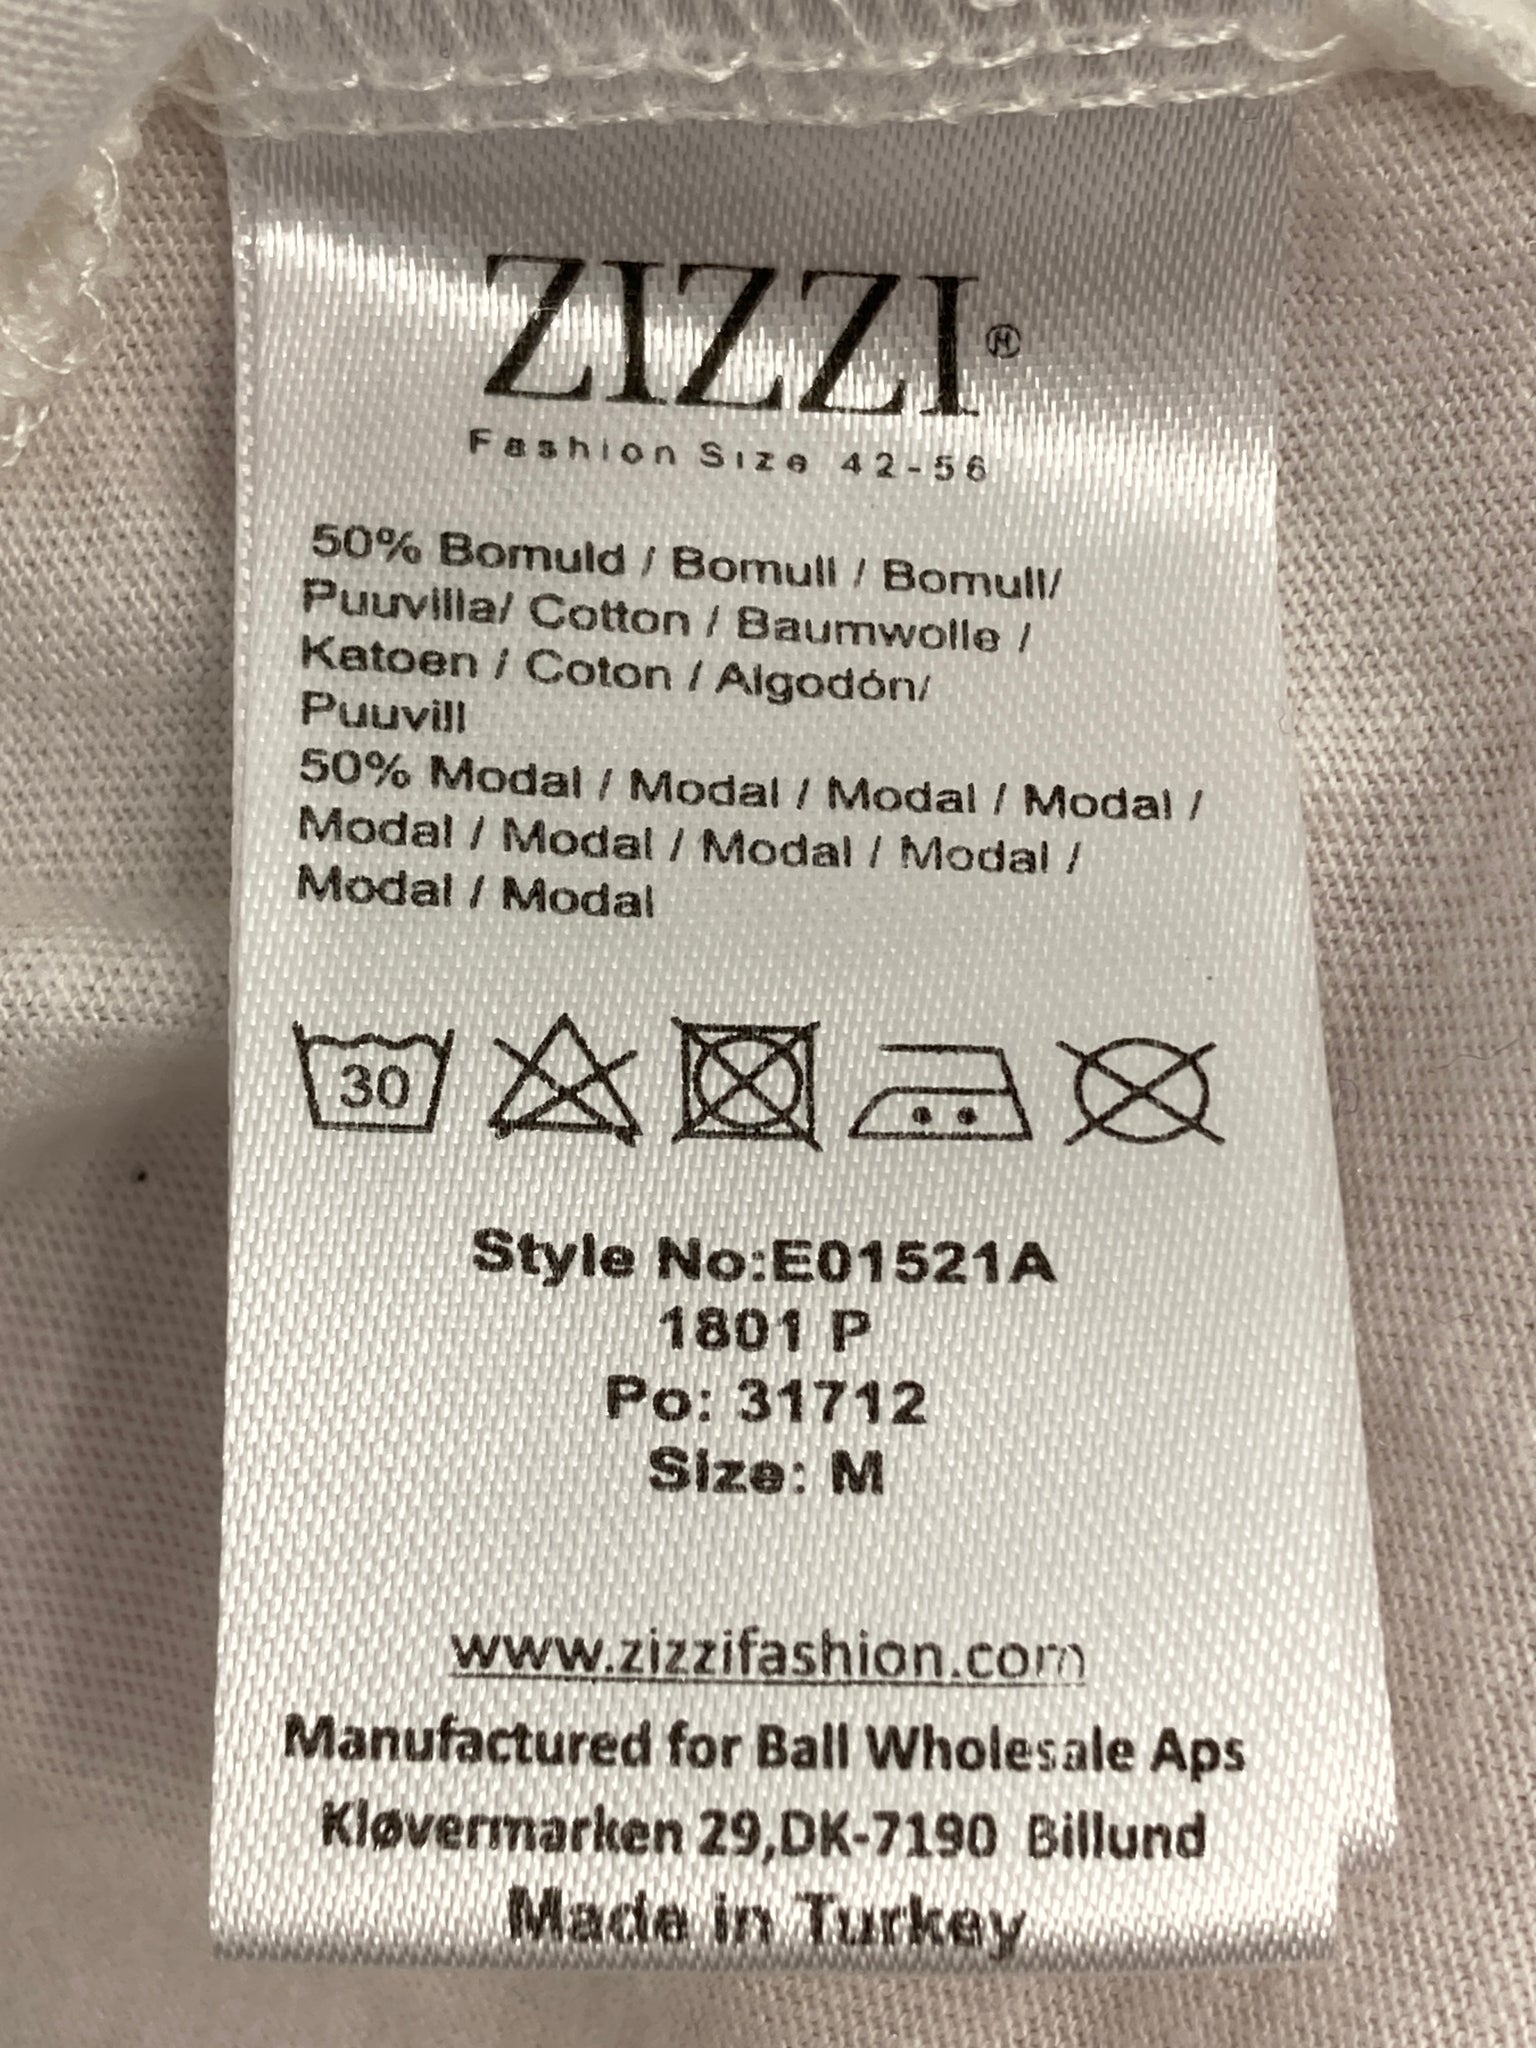 ZIZZI
Fashion Size 42-56
50% Bomuld / Bomull / Bomull/
Puuvilla/ Cotton / Baumwolle /
Katoen / Coton / Algodón/
Puuvill
50% Modal / Modal / Modal / Modal /
Modal / Modal / Modal / Modal /
Modal / Modal
30
Style No:E01521A
1801 P
Po: 31712
Size: M
www.zizzifashion.com
Manufactured for Ball Wholesale Aps
Kløvermarken 29,DK-7190 Billund
Made in Turkey